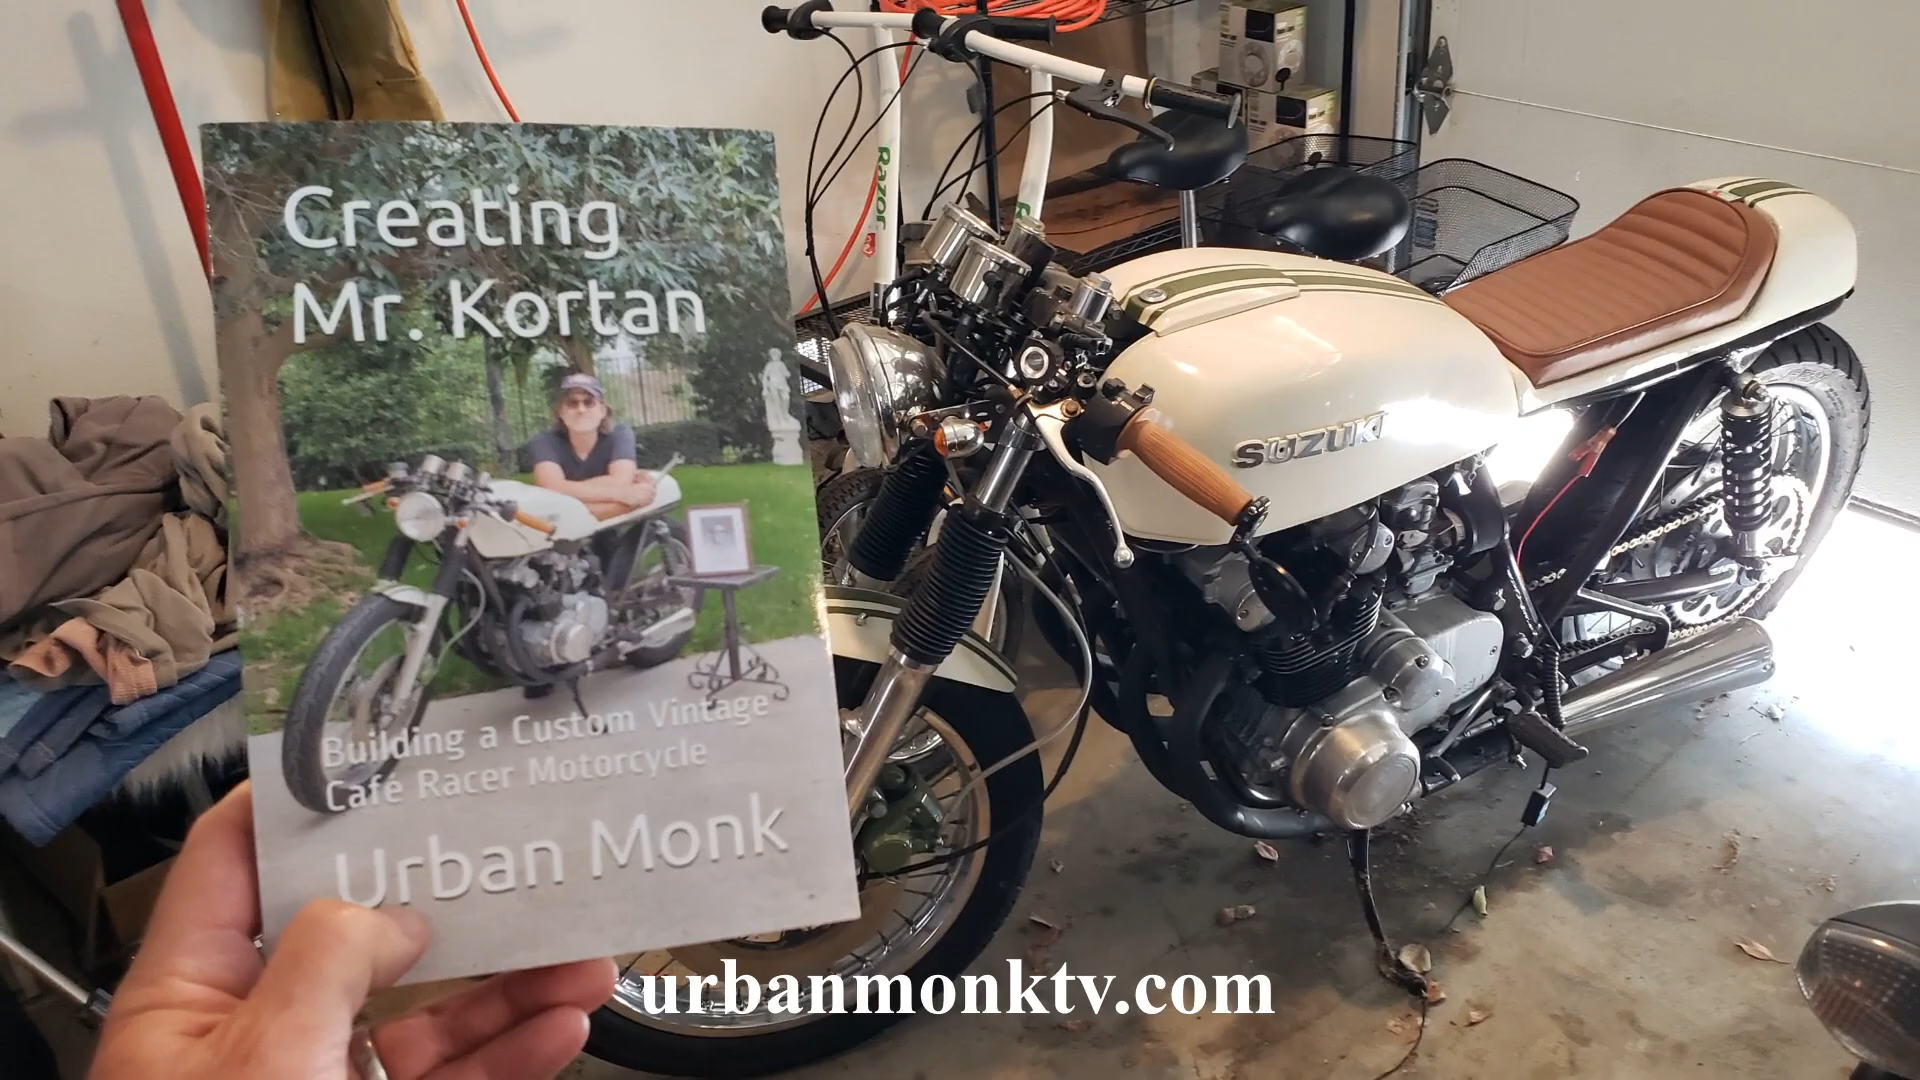 Creating
Mr. Kortan
Building a Custom Vintage
Café Racer Motorcycle
Urban Monk
Razor
SUZUKI
urbanmonktv.com